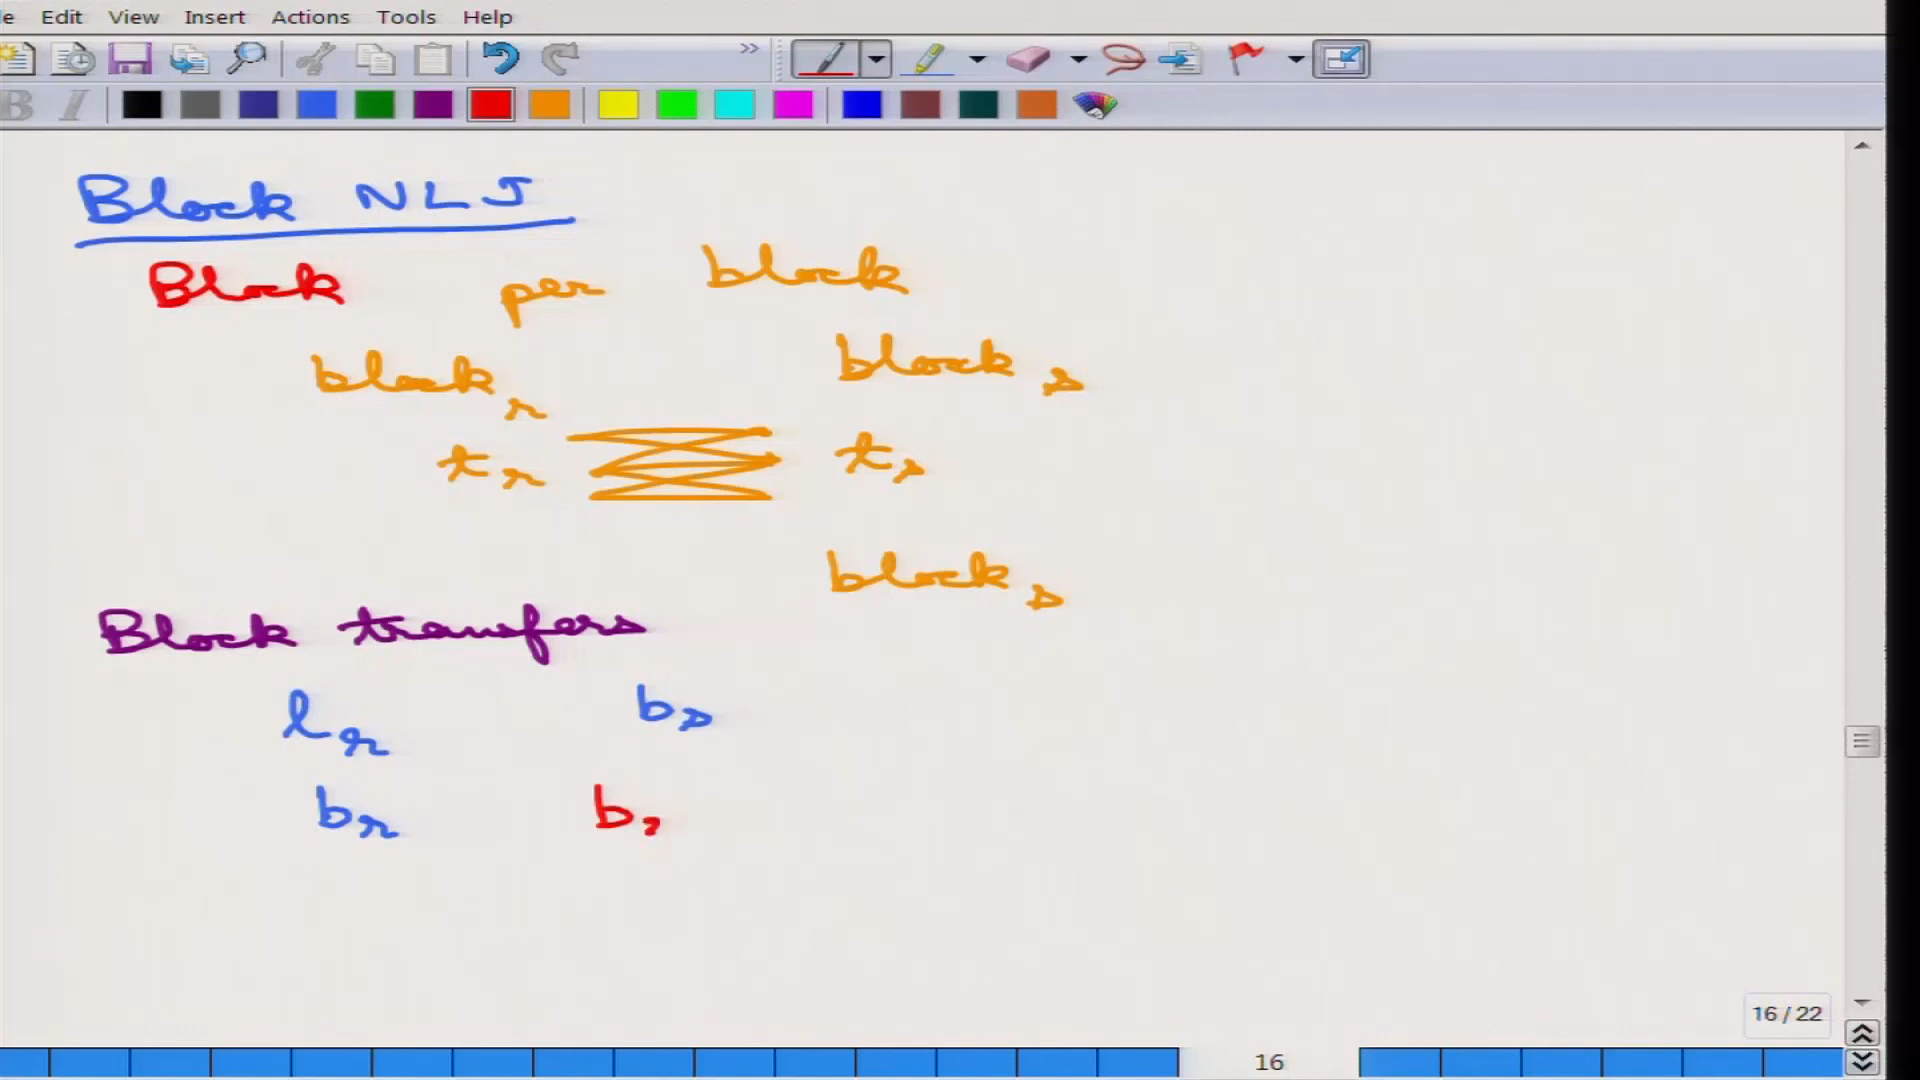 Edit View Insert Actions Tools Help
B I
Block NLJ
Block per block
block r block s
t r t s
block s
Block transfers
l r b s
b r b
16 / 22
16